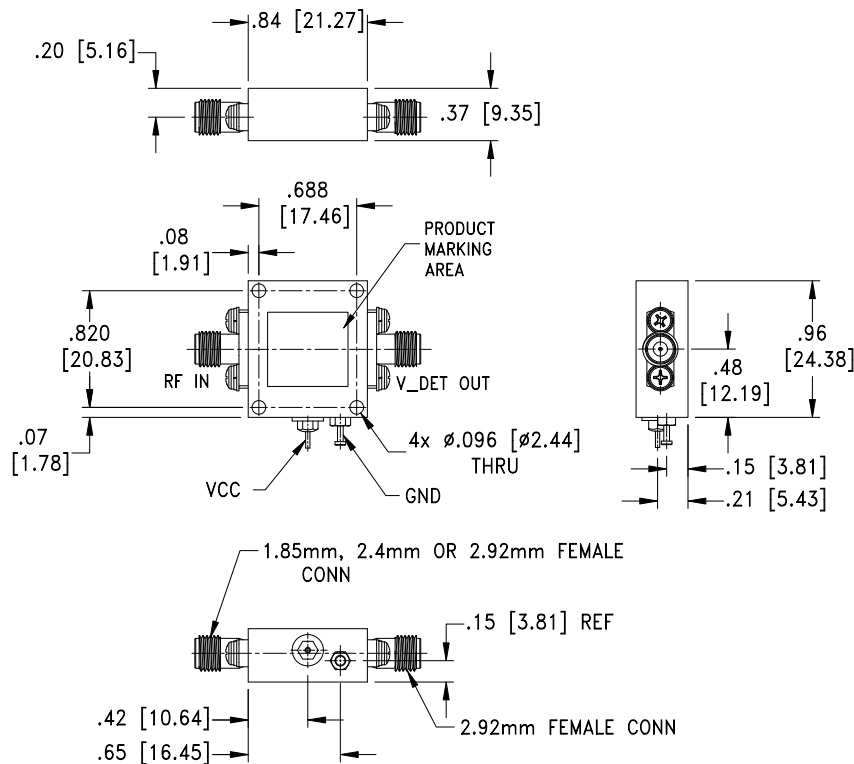 .84 [21.27]
.20 [5.16]
.37 [9.35]
.688
[17.46]
PRODUCT
MARKING
AREA
.08
[1.91]
.820
[20.83]
RF IN
V_DET OUT
.07
[1.78]
VCC
GND
4x ø.096 [ø2.44]
THRU
.96
[24.38]
.48
[12.19]
.15 [3.81]
.21 [5.43]
1.85mm, 2.4mm OR 2.92mm FEMALE
CONN
.15 [3.81] REF
.42 [10.64]
.65 [16.45]
2.92mm FEMALE CONN